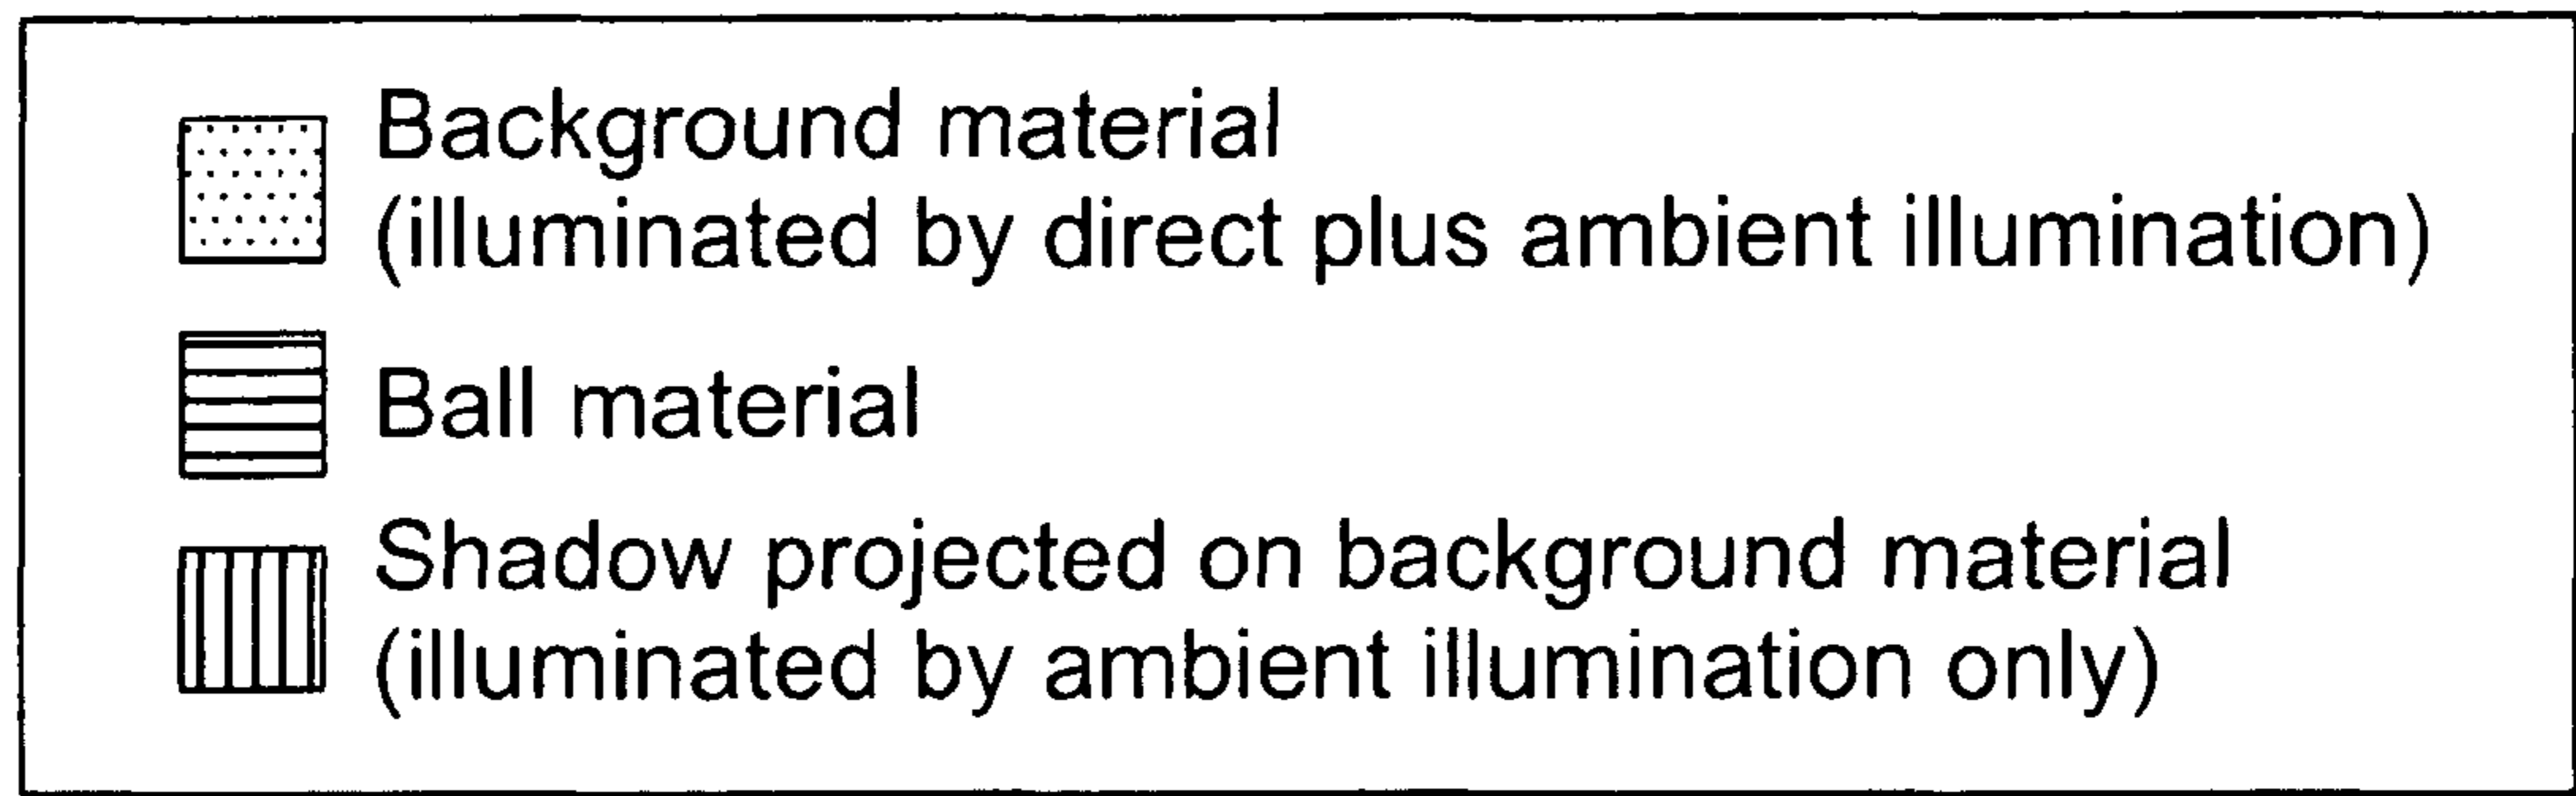 Background material
(illuminated by direct plus ambient illumination)
Ball material
Shadow projected on background material
(illuminated by ambient illumination only)